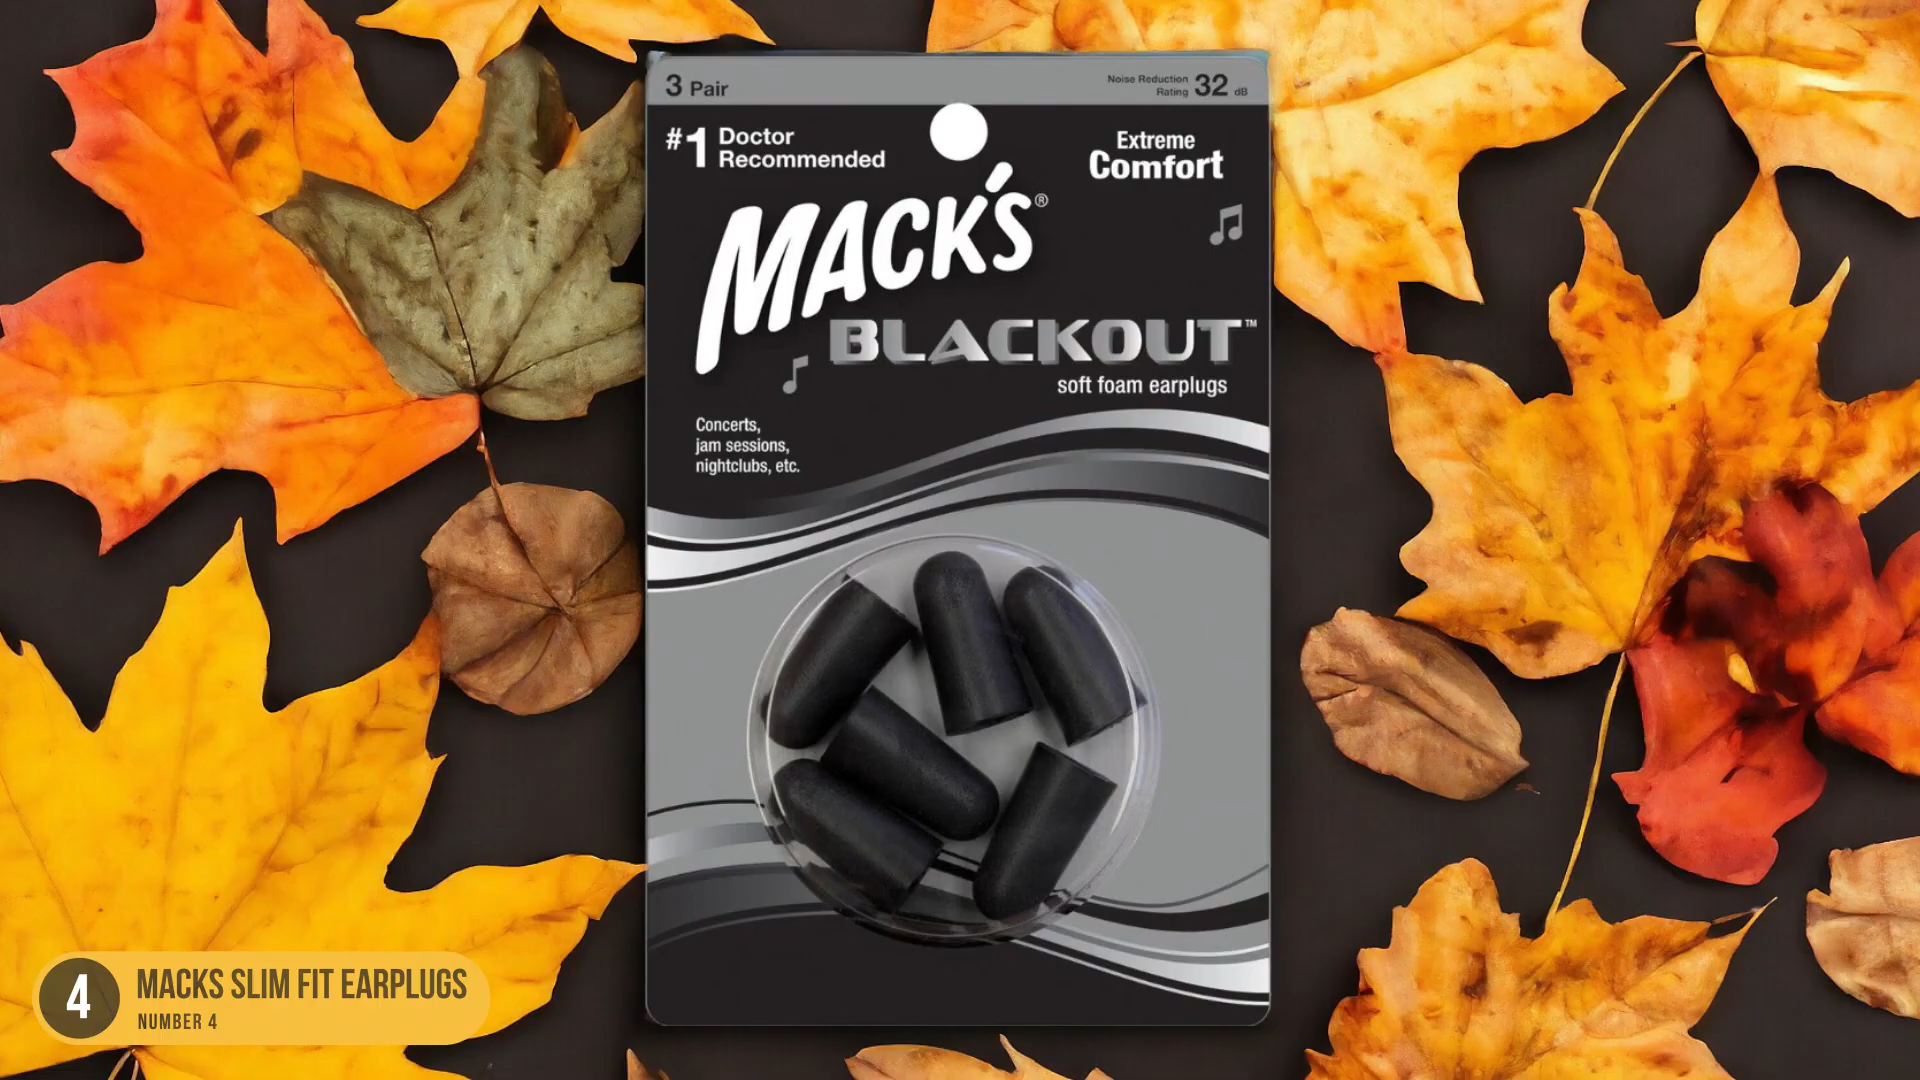 3 Pair
Noise Reduction
Rating 32 dB
#1 Doctor
Recommended
Extreme
Comfort
MACK'S®
BLACKOUT™
soft foam earplugs
Concerts,
jam sessions,
nightclubs, etc.
4
MACKS SLIM FIT EARPLUGS
NUMBER 4